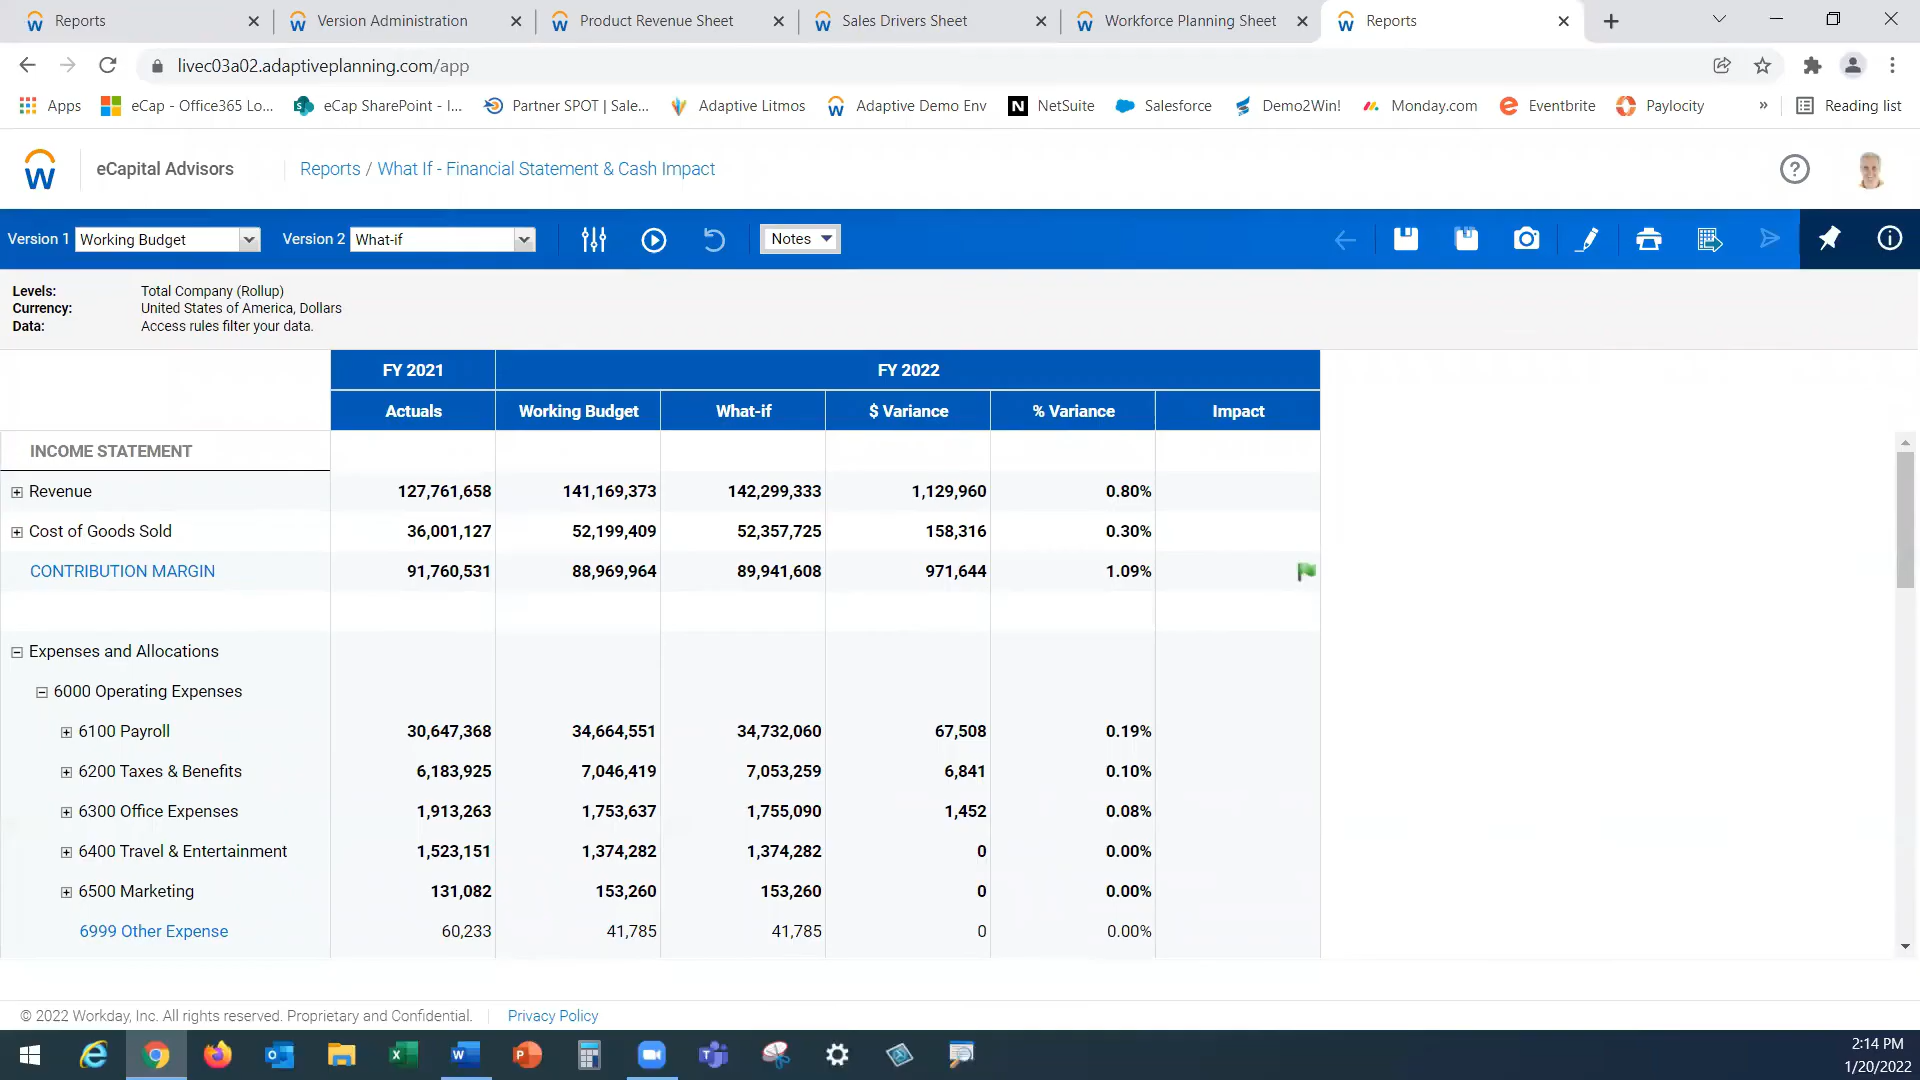 Reports
Version Administration
Product Revenue Sheet
Sales Drivers Sheet
Workforce Planning Sheet
Reports
livec03a02.adaptiveplanning.com/app
Apps
eCap - Office365 Lo...
eCap SharePoint - I...
Partner SPOT | Sale...
Adaptive Litmos
Adaptive Demo Env
NetSuite
Salesforce
Demo2Win!
Monday.com
Eventbrite
Paylocity
»
Reading list
eCapital Advisors
Reports / What If - Financial Statement & Cash Impact
Version 1 Working Budget
Version 2 What-if
Notes
Levels: Total Company (Rollup)
Currency: United States of America, Dollars
Data: Access rules filter your data.
FY 2021 FY 2022
Actuals Working Budget What-if $ Variance % Variance Impact
INCOME STATEMENT
Revenue 127,761,658 141,169,373 142,299,333 1,129,960 0.80%
Cost of Goods Sold 36,001,127 52,199,409 52,357,725 158,316 0.30%
CONTRIBUTION MARGIN 91,760,531 88,969,964 89,941,608 971,644 1.09%
Expenses and Allocations
6000 Operating Expenses
6100 Payroll 30,647,368 34,664,551 34,732,060 67,508 0.19%
6200 Taxes & Benefits 6,183,925 7,046,419 7,053,259 6,841 0.10%
6300 Office Expenses 1,913,263 1,753,637 1,755,090 1,452 0.08%
6400 Travel & Entertainment 1,523,151 1,374,282 1,374,282 0 0.00%
6500 Marketing 131,082 153,260 153,260 0 0.00%
6999 Other Expense 60,233 41,785 41,785 0 0.00%
© 2022 Workday, Inc. All rights reserved. Proprietary and Confidential.
Privacy Policy
2:14 PM
1/20/2022